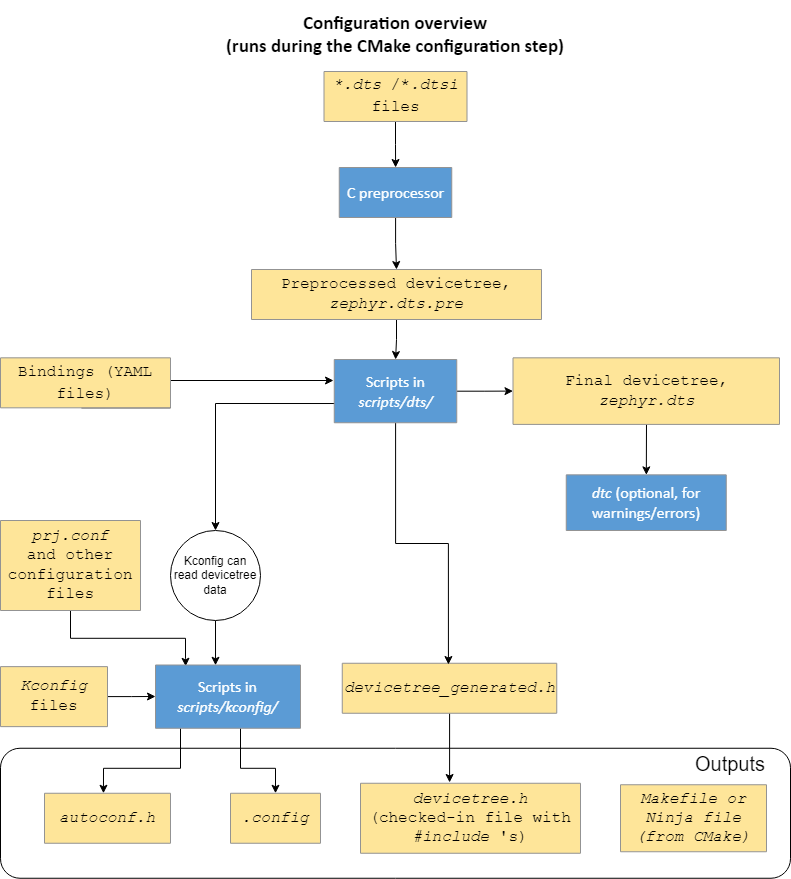 Configuration overview
(runs during the CMake configuration step)
*.dts /*.dtsi
files
C preprocessor
Preprocessed devicetree,
zephyr.dts.pre
Bindings (YAML
files)
Scripts in
scripts/dts/
Final devicetree,
zephyr.dts
dtc (optional, for
warnings/errors)
prj.conf
and other
configuration
files
Kconfig can
read devicetree
data
Kconfig
files
Scripts in
scripts/kconfig/
devicetree_generated.h
Outputs
autoconf.h
.config
devicetree.h
(checked-in file with
#include 's)
Makefile or
Ninja file
(from CMake)